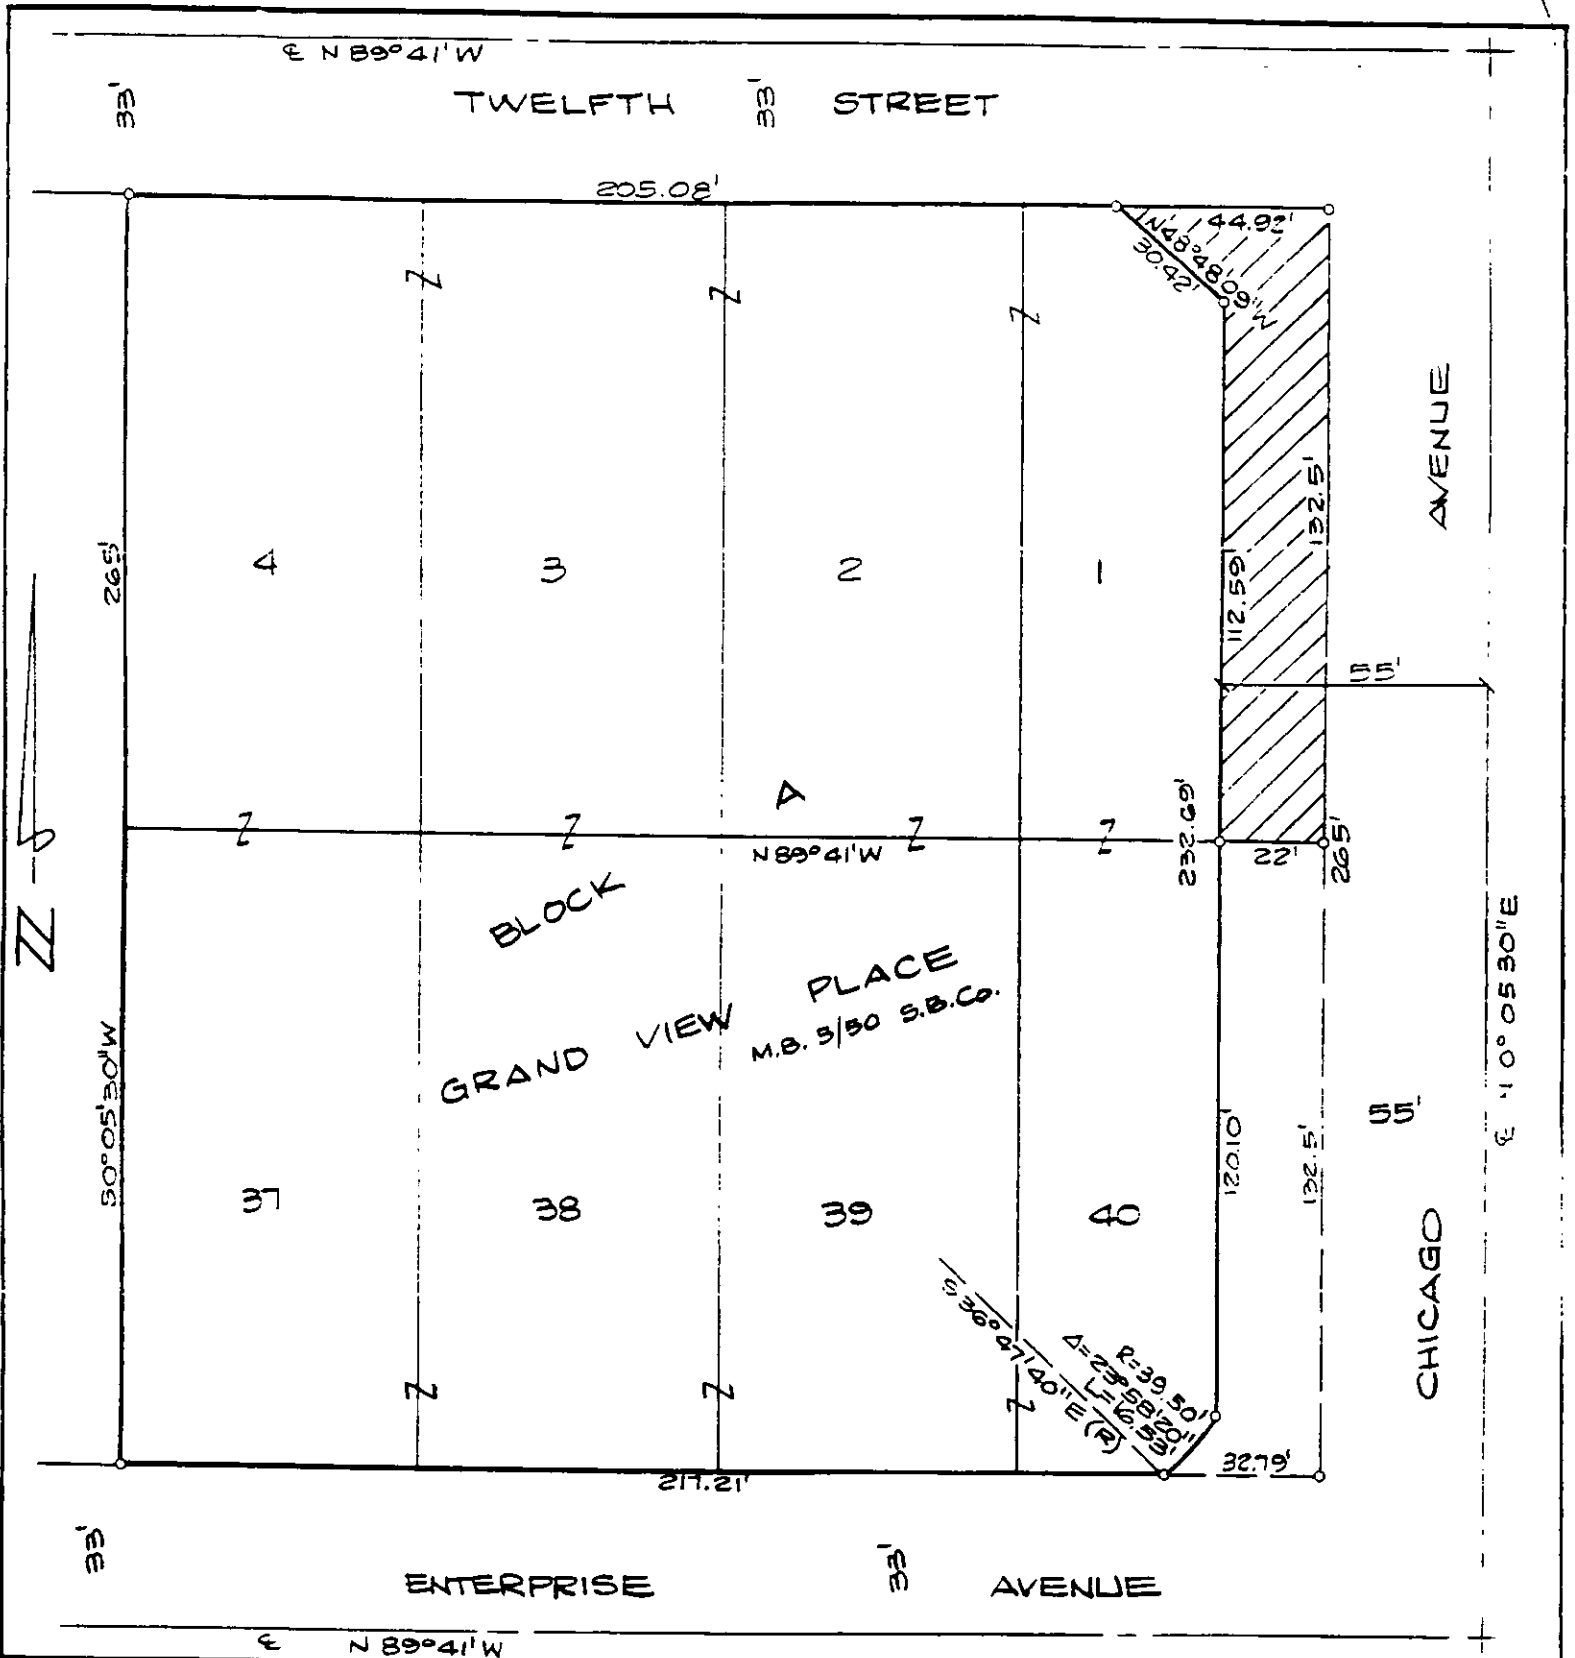 ℄ N 89°41'W
33' TWELFTH 33' STREET
205.08'
44.92'
N48°48'09"W
30.42'
AVENUE
132.5'
112.59'
265'
4 3 2 1
55'
A
N89°41'W
232.69'
22'
265'
BLOCK
GRAND VIEW PLACE
M.B. 5/50 S.B.Co.
N
50°05'30"W
0°05 30"E
℄
55'
120.10'
132.5'
37 38 39 40
CHICAGO
S 36°47'40"E (R)
R=39.50'
Δ=23°58'20"
L=16.53'
217.21'
32.79'
33' ENTERPRISE 33' AVENUE
℄ N 89°41'W